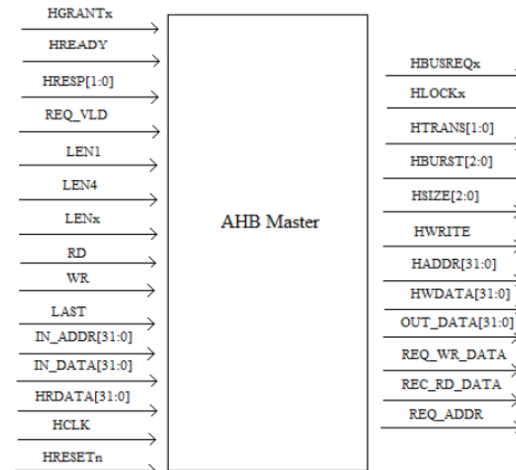 HGRANTx
HREADY
HRESP[1:0]
REQ_VLD
LEN1
LEN4
LENx
RD
WR
LAST
IN_ADDR[31:0]
IN_DATA[31:0]
HRDATA[31:0]
HCLK
HRESETn
AHB Master
HBUSREQx
HLOCKx
HTRANS[1:0]
HBURST[2:0]
HSIZE[2:0]
HWRITE
HADDR[31:0]
HWDATA[31:0]
OUT_DATA[31:0]
REQ_WR_DATA
REC_RD_DATA
REQ_ADDR